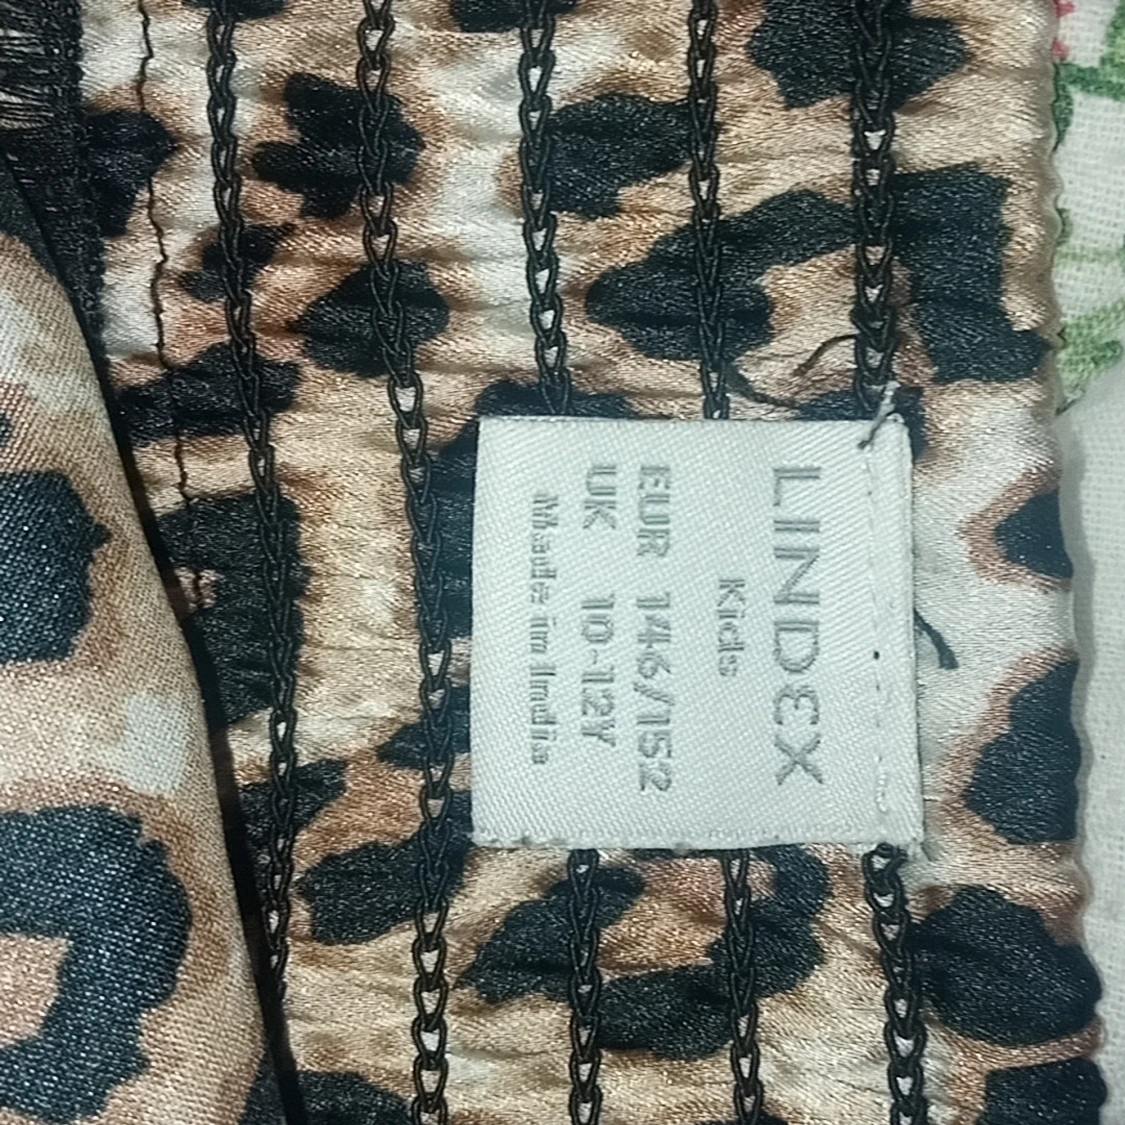 LINDEX
Kids
EUR 146/152
UK 10-12Y
Made in India